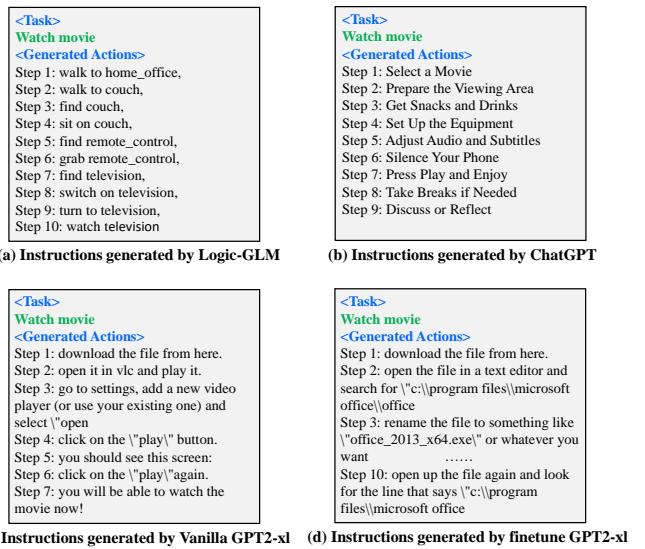 <Task>
Watch movie
<Generated Actions>
Step 1: walk to home_office,
Step 2: walk to couch,
Step 3: find couch,
Step 4: sit on couch,
Step 5: find remote_control,
Step 6: grab remote_control,
Step 7: find television,
Step 8: switch on television,
Step 9: turn to television,
Step 10: watch television
(a) Instructions generated by Logic-GLM
<Task>
Watch movie
<Generated Actions>
Step 1: Select a Movie
Step 2: Prepare the Viewing Area
Step 3: Get Snacks and Drinks
Step 4: Set Up the Equipment
Step 5: Adjust Audio and Subtitles
Step 6: Silence Your Phone
Step 7: Press Play and Enjoy
Step 8: Take Breaks if Needed
Step 9: Discuss or Reflect
(b) Instructions generated by ChatGPT
<Task>
Watch movie
<Generated Actions>
Step 1: download the file from here.
Step 2: open it in vlc and play it.
Step 3: go to settings, add a new video
player (or use your existing one) and
select \"open
Step 4: click on the \"play\" button.
Step 5: you should see this screen:
Step 6: click on the \"play\"again.
Step 7: you will be able to watch the
movie now!
Instructions generated by Vanilla GPT2-xl
<Task>
Watch movie
<Generated Actions>
Step 1: download the file from here.
Step 2: open the file in a text editor and
search for \"c:\\program files\\microsoft
office\\office
Step 3: rename the file to something like
\"office_2013_x64.exe\" or whatever you
want ......
Step 10: open up the file again and look
for the line that says \"c:\\program
files\\microsoft office
(d) Instructions generated by finetune GPT2-xl